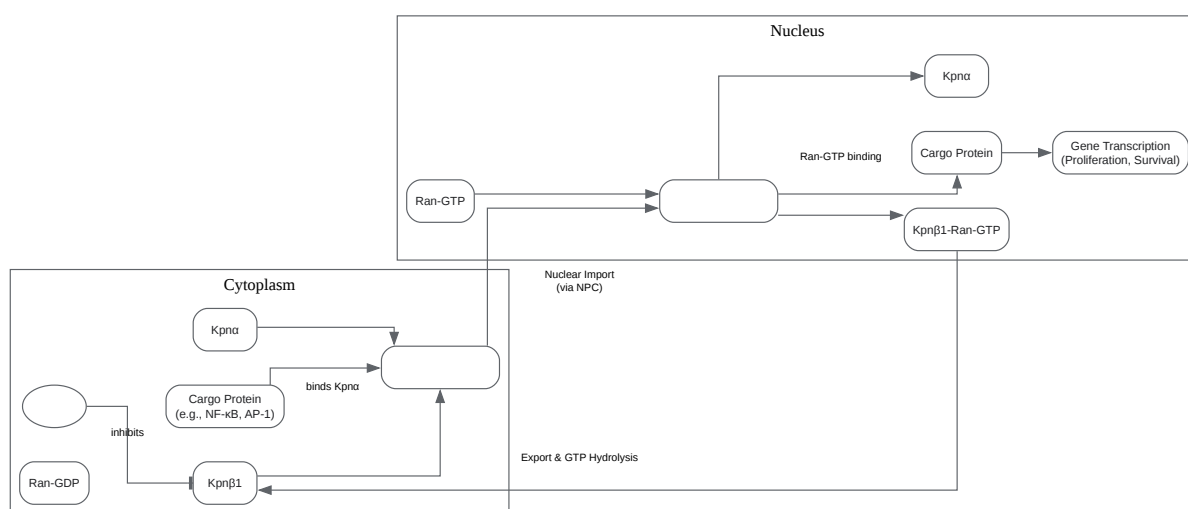 Nucleus
Kpnα
Ran-GTP binding
Cargo Protein
Gene Transcription
(Proliferation, Survival)
Ran-GTP
Kpnβ1-Ran-GTP
Nuclear Import
(via NPC)
Cytoplasm
Kpnα
binds Kpnα
Cargo Protein
(e.g., NF-κB, AP-1)
inhibits
Export & GTP Hydrolysis
Ran-GDP
Kpnβ1